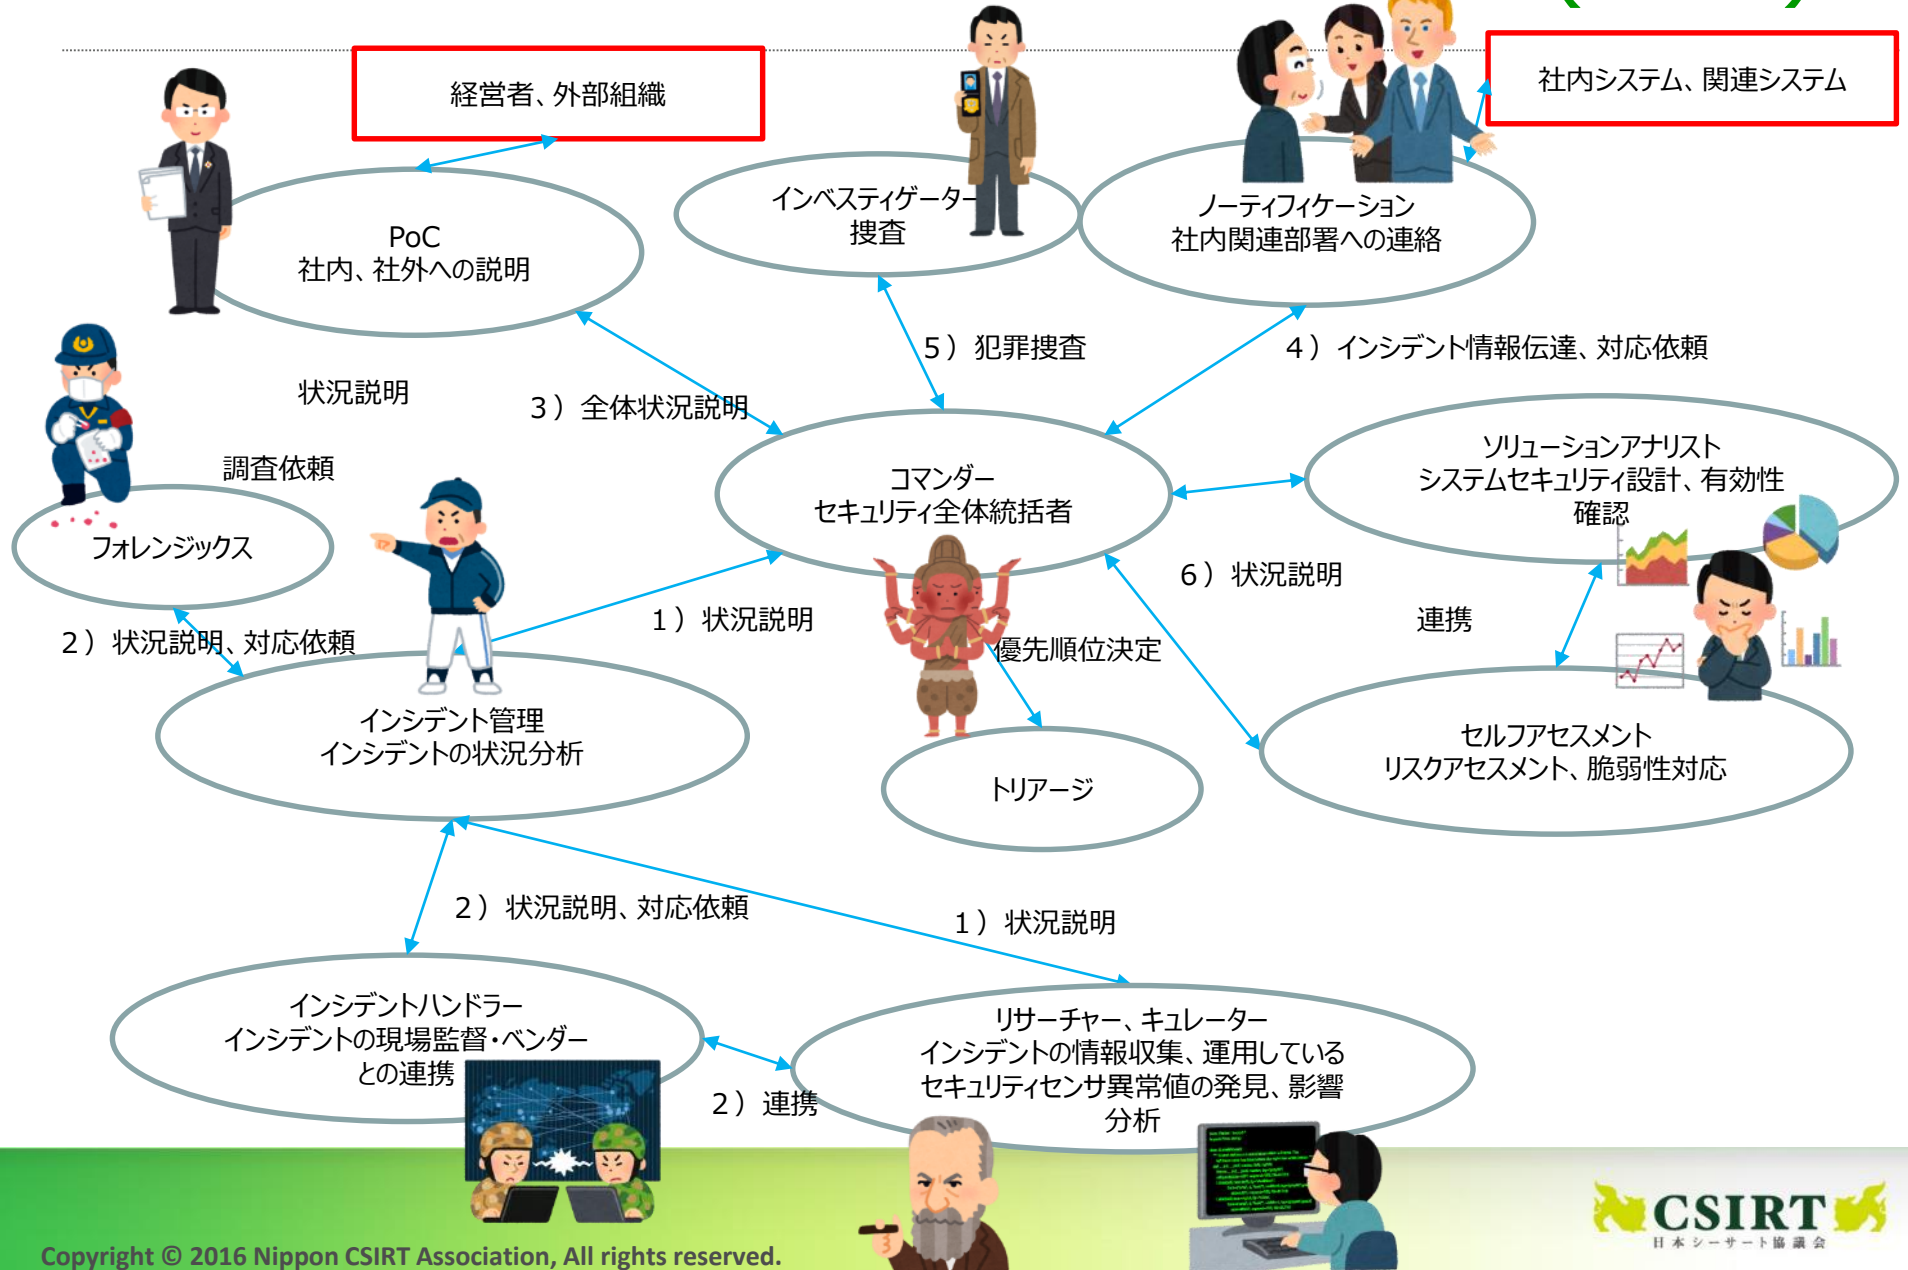 経営者、外部組織
社内システム、関連システム
インベスティゲーター
捜査
ノーティフィケーション
社内関連部署への連絡
PoC
社内、社外への説明
５）犯罪捜査
４）インシデント情報伝達、対応依頼
状況説明
３）全体状況説明
調査依頼
フォレンジックス
コマンダー
セキュリティ全体統括者
ソリューションアナリスト
システムセキュリティ設計、有効性
確認
６）状況説明
連携
２）状況説明、対応依頼
１）状況説明
優先順位決定
インシデント管理
インシデントの状況分析
トリアージ
セルフアセスメント
リスクアセスメント、脆弱性対応
２）状況説明、対応依頼
１）状況説明
インシデントハンドラー
インシデントの現場監督・ベンダー
との連携
２）連携
リサーチャー、キュレーター
インシデントの情報収集、運用している
セキュリティセンサ異常値の発見、影響
分析
CSIRT
日本シーサート協議会
Copyright © 2016 Nippon CSIRT Association, All rights reserved.